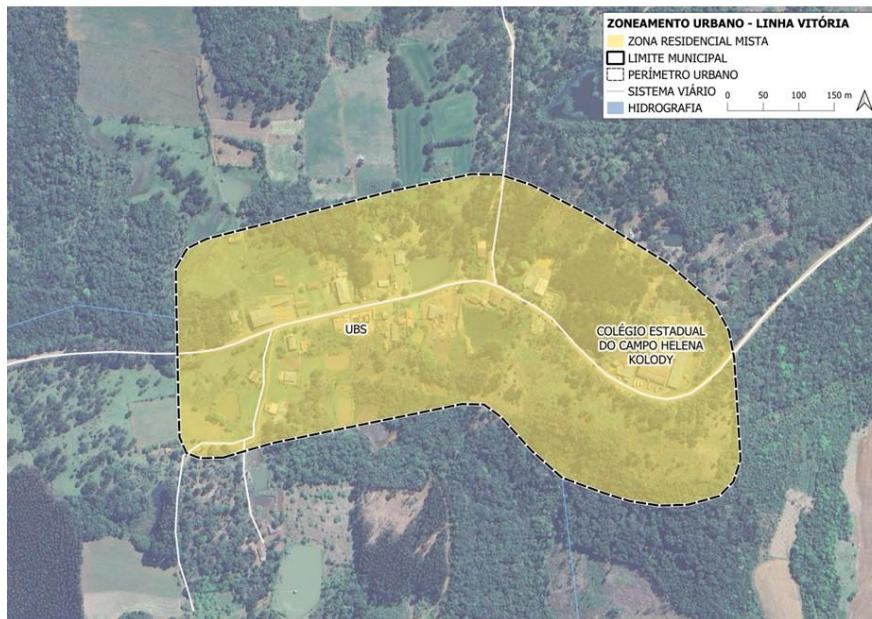 ZONEAMENTO URBANO - LINHA VITÓRIA
ZONA RESIDENCIAL MISTA
LIMITE MUNICIPAL
PERÍMETRO URBANO
SISTEMA VIÁRIO
HIDROGRAFIA
0 50 100 150 m
UBS
COLÉGIO ESTADUAL
DO CAMPO HELENA
KOLODY